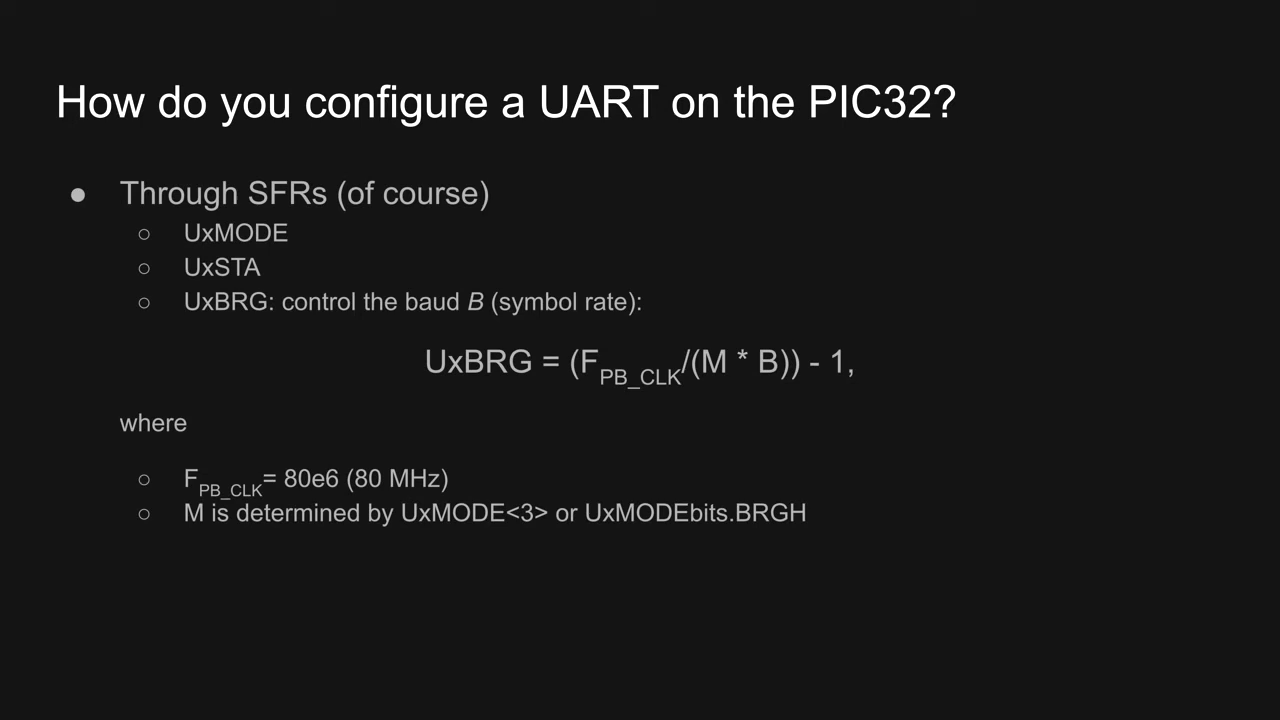 How do you configure a UART on the PIC32?
● Through SFRs (of course)
○ UxMODE
○ UxSTA
○ UxBRG: control the baud B (symbol rate):
UxBRG = (FPB_CLK/(M * B)) - 1,
where
○ FPB_CLK= 80e6 (80 MHz)
○ M is determined by UxMODE<3> or UxMODEbits.BRGH